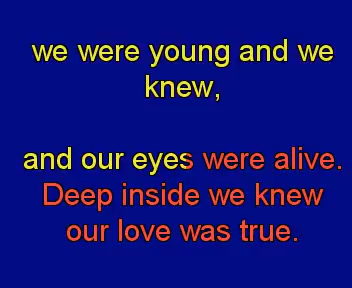 we were young and we
knew,
and our eyes were alive.
Deep inside we knew
our love was true.